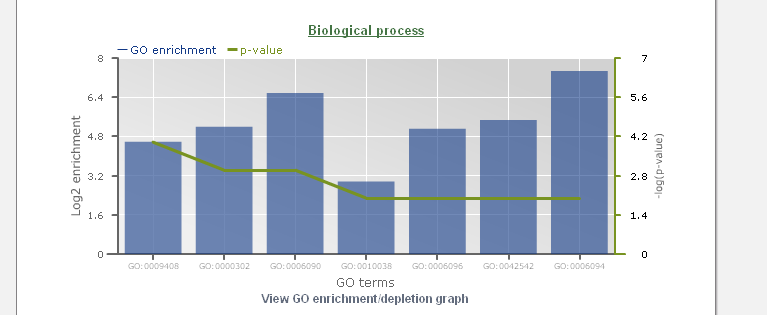 Biological process
GO enrichment p-value
8 7
6.4 5.6
4.8 4.2
3.2 2.8
1.6 1.4
0 0
Log2 enrichment
-log(p-value)
GO:0009408 GO:0000302 GO:0006090 GO:0010038 GO:0006096 GO:0042542 GO:0006094
GO terms
View GO enrichment/depletion graph